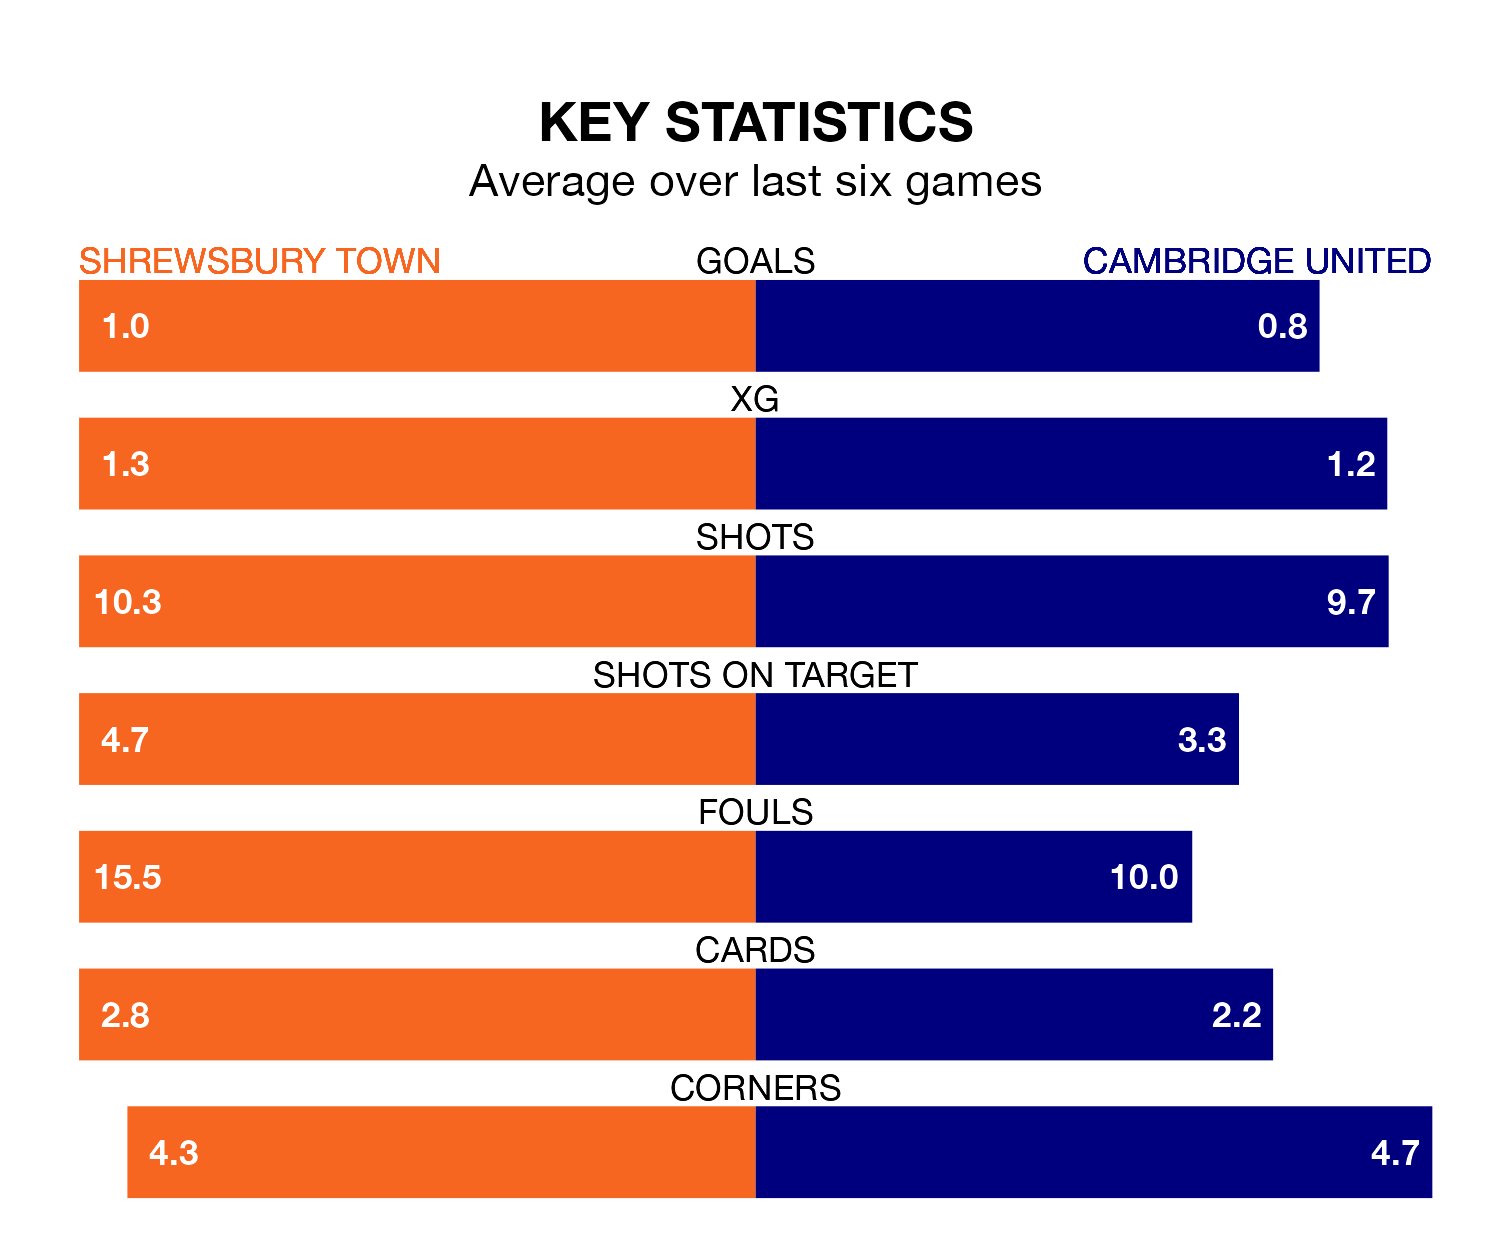 KEY STATISTICS
Average over last six games
SHREWSBURY TOWN GOALS CAMBRIDGE UNITED
1.0 0.8
XG
1.3 1.2
SHOTS
10.3 9.7
SHOTS ON TARGET
4.7 3.3
FOULS
15.5 10.0
CARDS
2.8 2.2
CORNERS
4.3 4.7